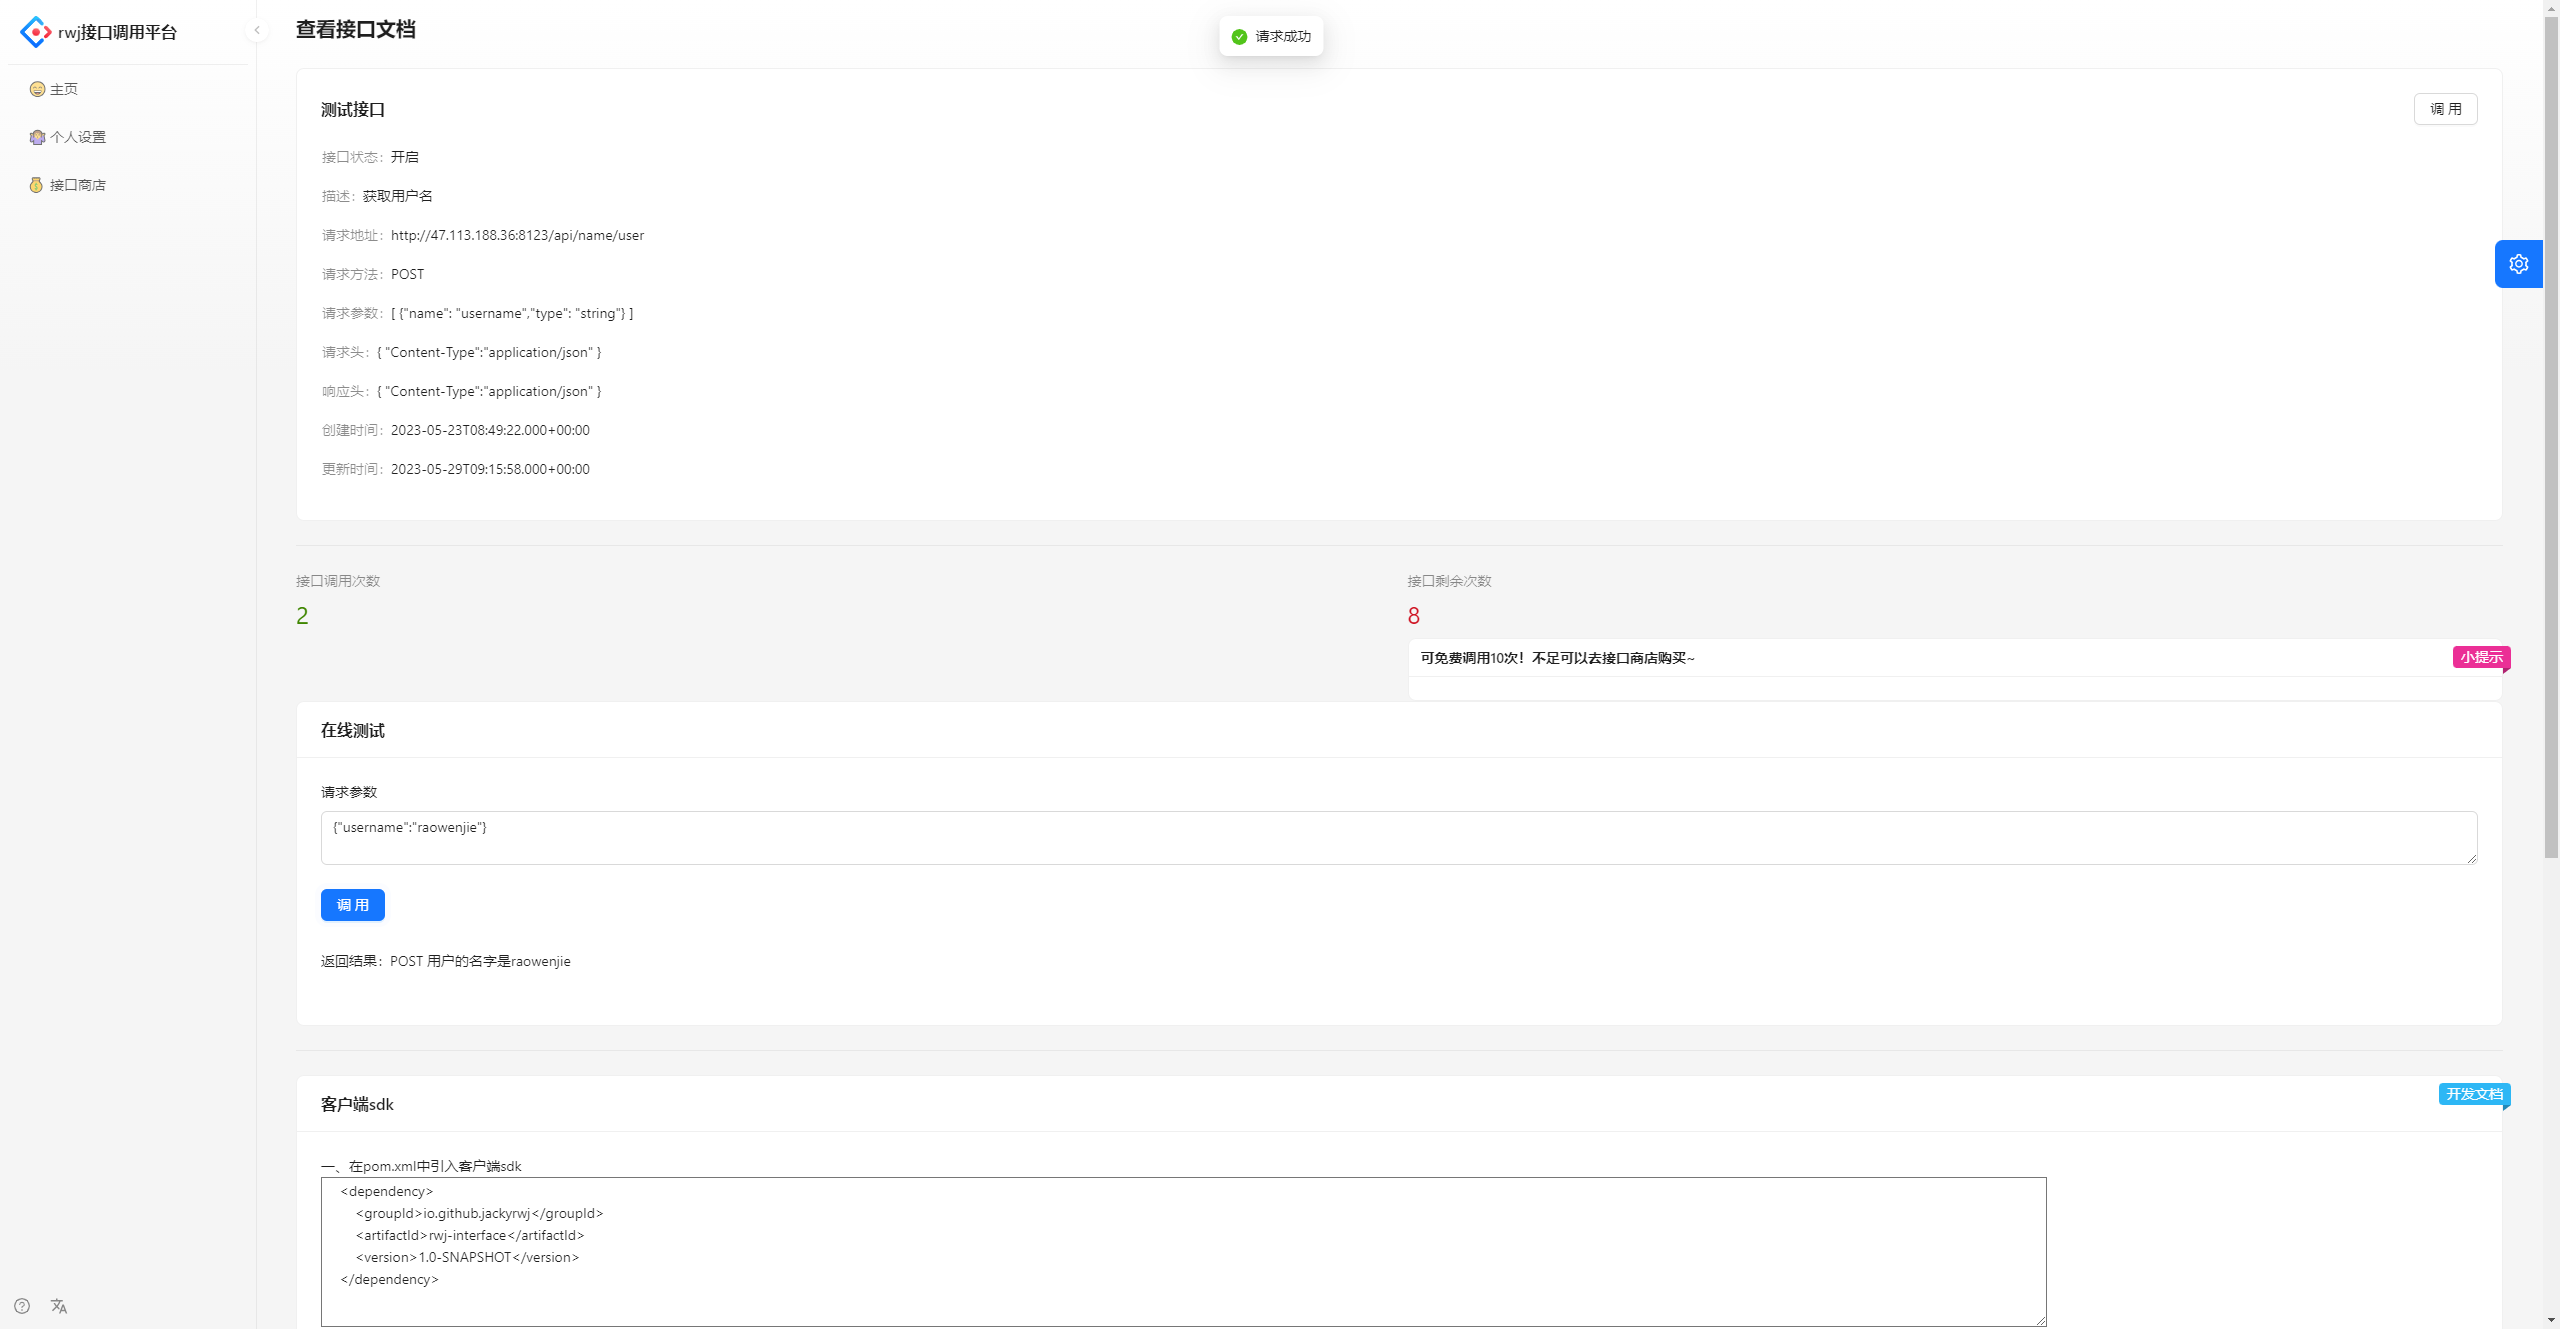 rwj接口调用平台
主页
个人设置
接口商店
查看接口文档
请求成功
测试接口
调 用
接口状态：开启
描述：获取用户名
请求地址：http://47.113.188.36:8123/api/name/user
请求方法：POST
请求参数：[ {"name": "username","type": "string"} ]
请求头：{ "Content-Type":"application/json" }
响应头：{ "Content-Type":"application/json" }
创建时间：2023-05-23T08:49:22.000+00:00
更新时间：2023-05-29T09:15:58.000+00:00
接口调用次数
2
接口剩余次数
8
可免费调用10次！不足可以去接口商店购买~
小提示
在线测试
请求参数
{"username":"raowenjie"}
调 用
返回结果：POST 用户的名字是raowenjie
客户端sdk
开发文档
一、在pom.xml中引入客户端sdk
<dependency>
<groupId>io.github.jackyrwj</groupId>
<artifactId>rwj-interface</artifactId>
<version>1.0-SNAPSHOT</version>
</dependency>